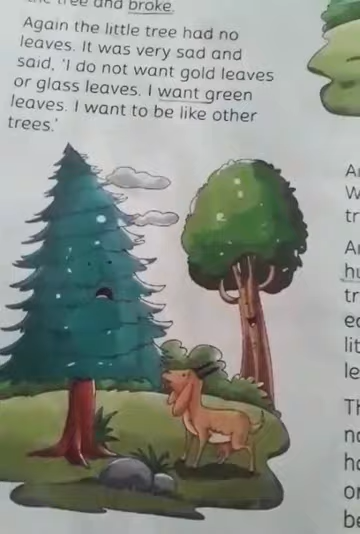 the tree and broke.
Again the little tree had no
leaves. It was very sad and
said, 'I do not want gold leaves
or glass leaves. I want green
leaves. I want to be like other
trees.'